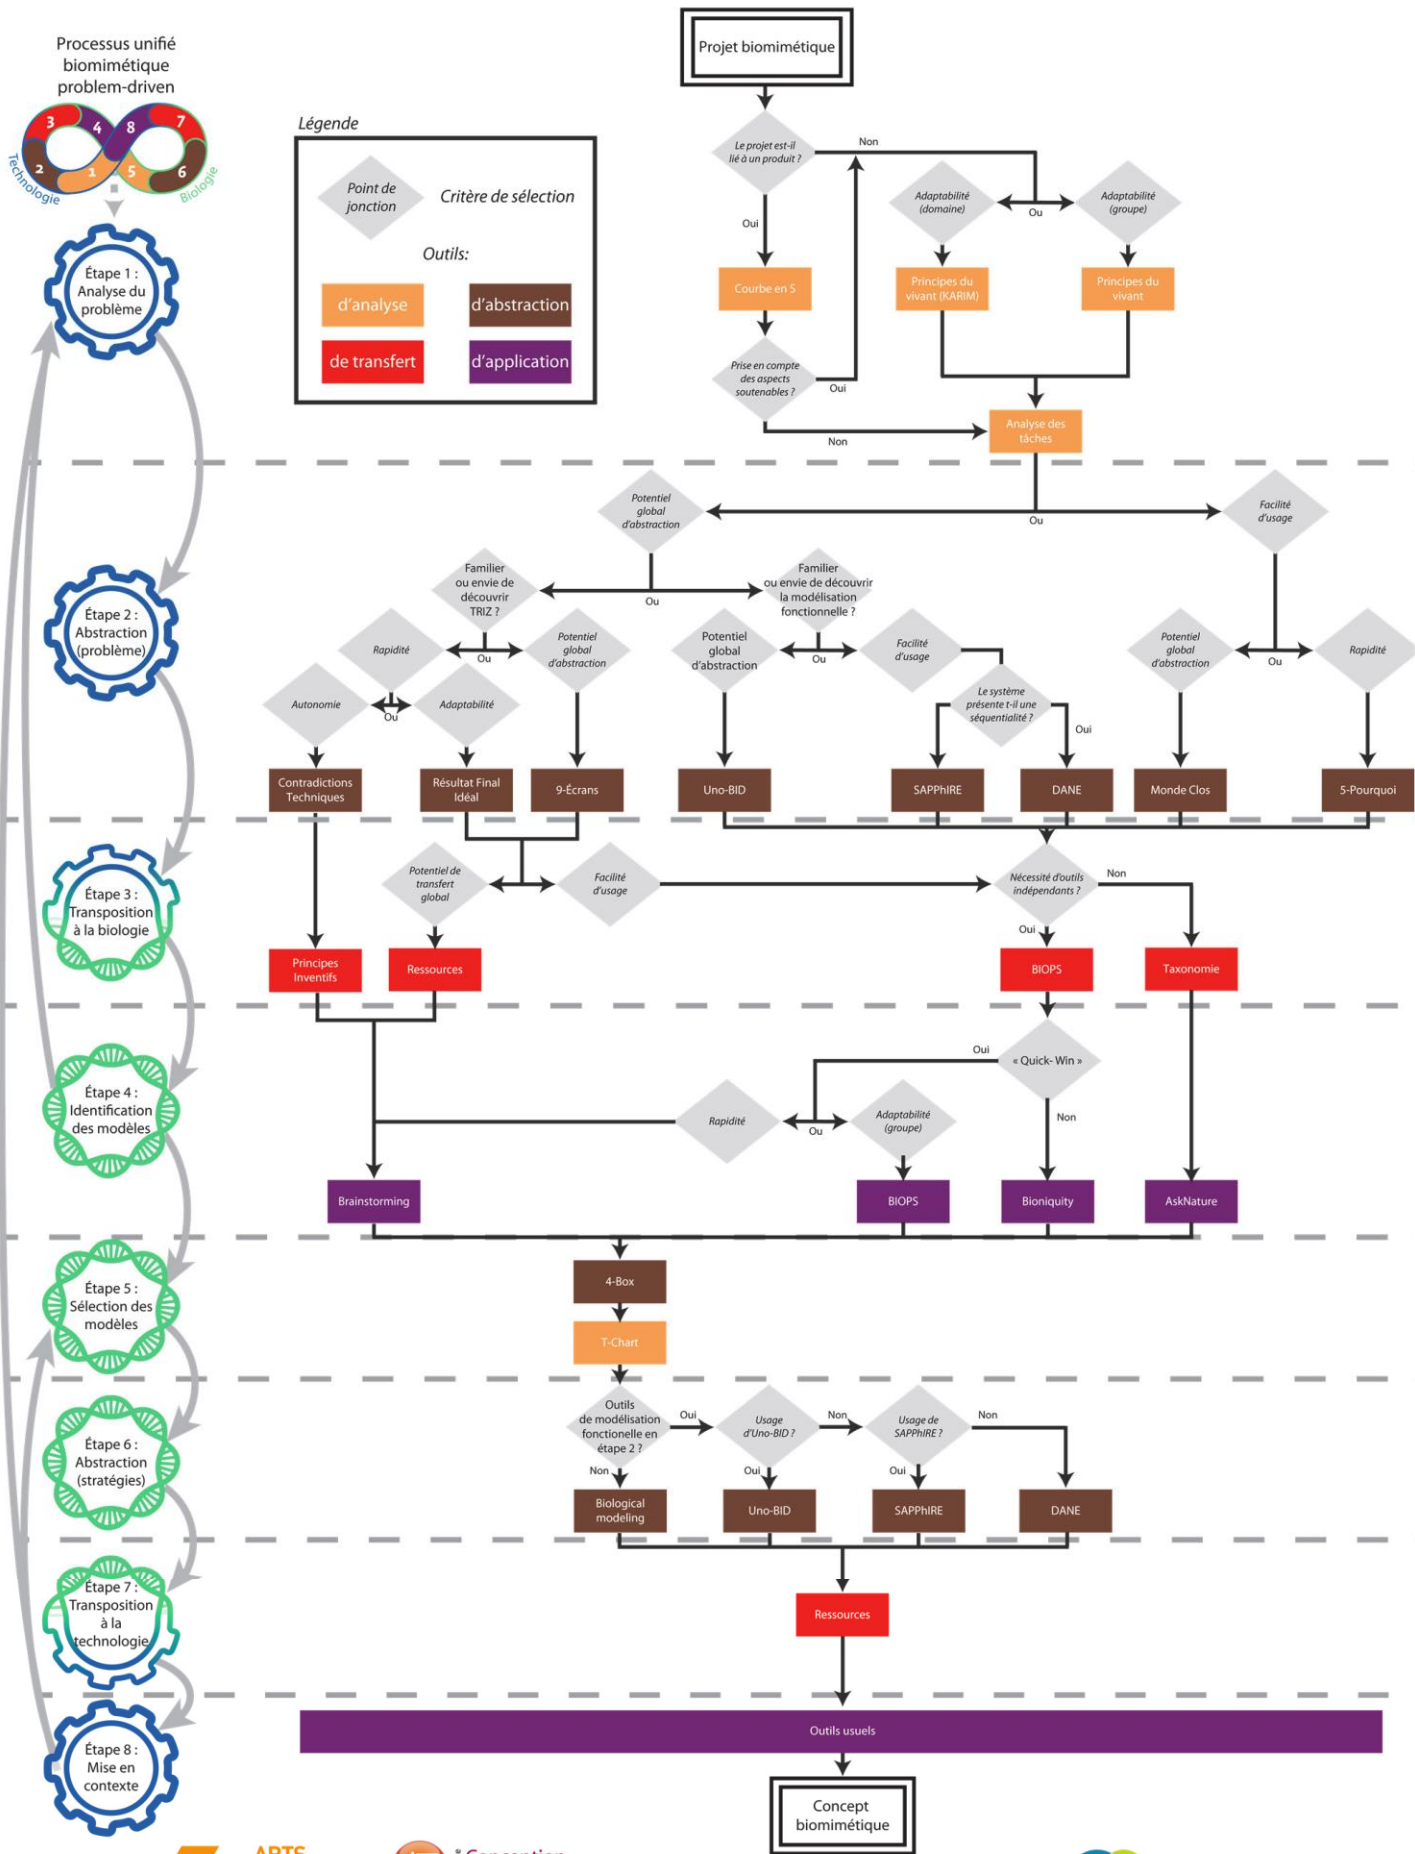 Processus unifié
biomimétique
problem-driven
3
4
8
7
2
1
5
6
Technologie
Biologie
Légende
Point de
jonction
Critère de sélection
Outils:
d'analyse
d'abstraction
de transfert
d'application
Projet biomimétique
Le projet est-il
lié à un produit ?
Non
Oui
Adaptabilité
(domaine)
Ou
Adaptabilité
(groupe)
Courbe en S
Principes du
vivant (KARIM)
Principes du
vivant
Prise en compte
des aspects
soutenables ?
Oui
Non
Analyse des
tâches
Étape 1 :
Analyse du
problème
Potentiel
global
d'abstraction
Ou
Facilité
d'usage
Familier
ou envie de
découvrir
TRIZ ?
Ou
Familier
ou envie de découvrir
la modélisation
fonctionnelle ?
Étape 2 :
Abstraction
(problème)
Rapidité
Ou
Potentiel
global
d'abstraction
Potentiel
global
d'abstraction
Ou
Facilité
d'usage
Potentiel
global
d'abstraction
Ou
Rapidité
Autonomie
Ou
Adaptabilité
Le système
présente t-il une
séquentialité ?
Oui
Contradictions
Techniques
Résultat Final
Idéal
9-Écrans
Uno-BID
SAPPhIRE
DANE
Monde Clos
5-Pourquoi
Étape 3 :
Transposition
à la biologie
Potentiel de
transfert
global
Facilité
d'usage
Nécessité d'outils
indépendants ?
Non
Oui
Principes
Inventifs
Ressources
BIOPS
Taxonomie
Étape 4 :
Identification
des modèles
Oui
« Quick- Win »
Non
Rapidité
Ou
Adaptabilité
(groupe)
Brainstorming
BIOPS
Bioniquity
AskNature
Étape 5 :
Sélection des
modèles
4-Box
T-Chart
Étape 6 :
Abstraction
(stratégies)
Outils
de modélisation
fonctionelle en
étape 2 ?
Oui
Usage
d'Uno-BID ?
Non
Usage de
SAPPhIRE ?
Non
Non
Oui
Oui
Biological
modeling
Uno-BID
SAPPhIRE
DANE
Étape 7 :
Transposition
à la
technologie
Ressources
Étape 8 :
Mise en
contexte
Outils usuels
Concept
biomimétique
ARTS
Conception